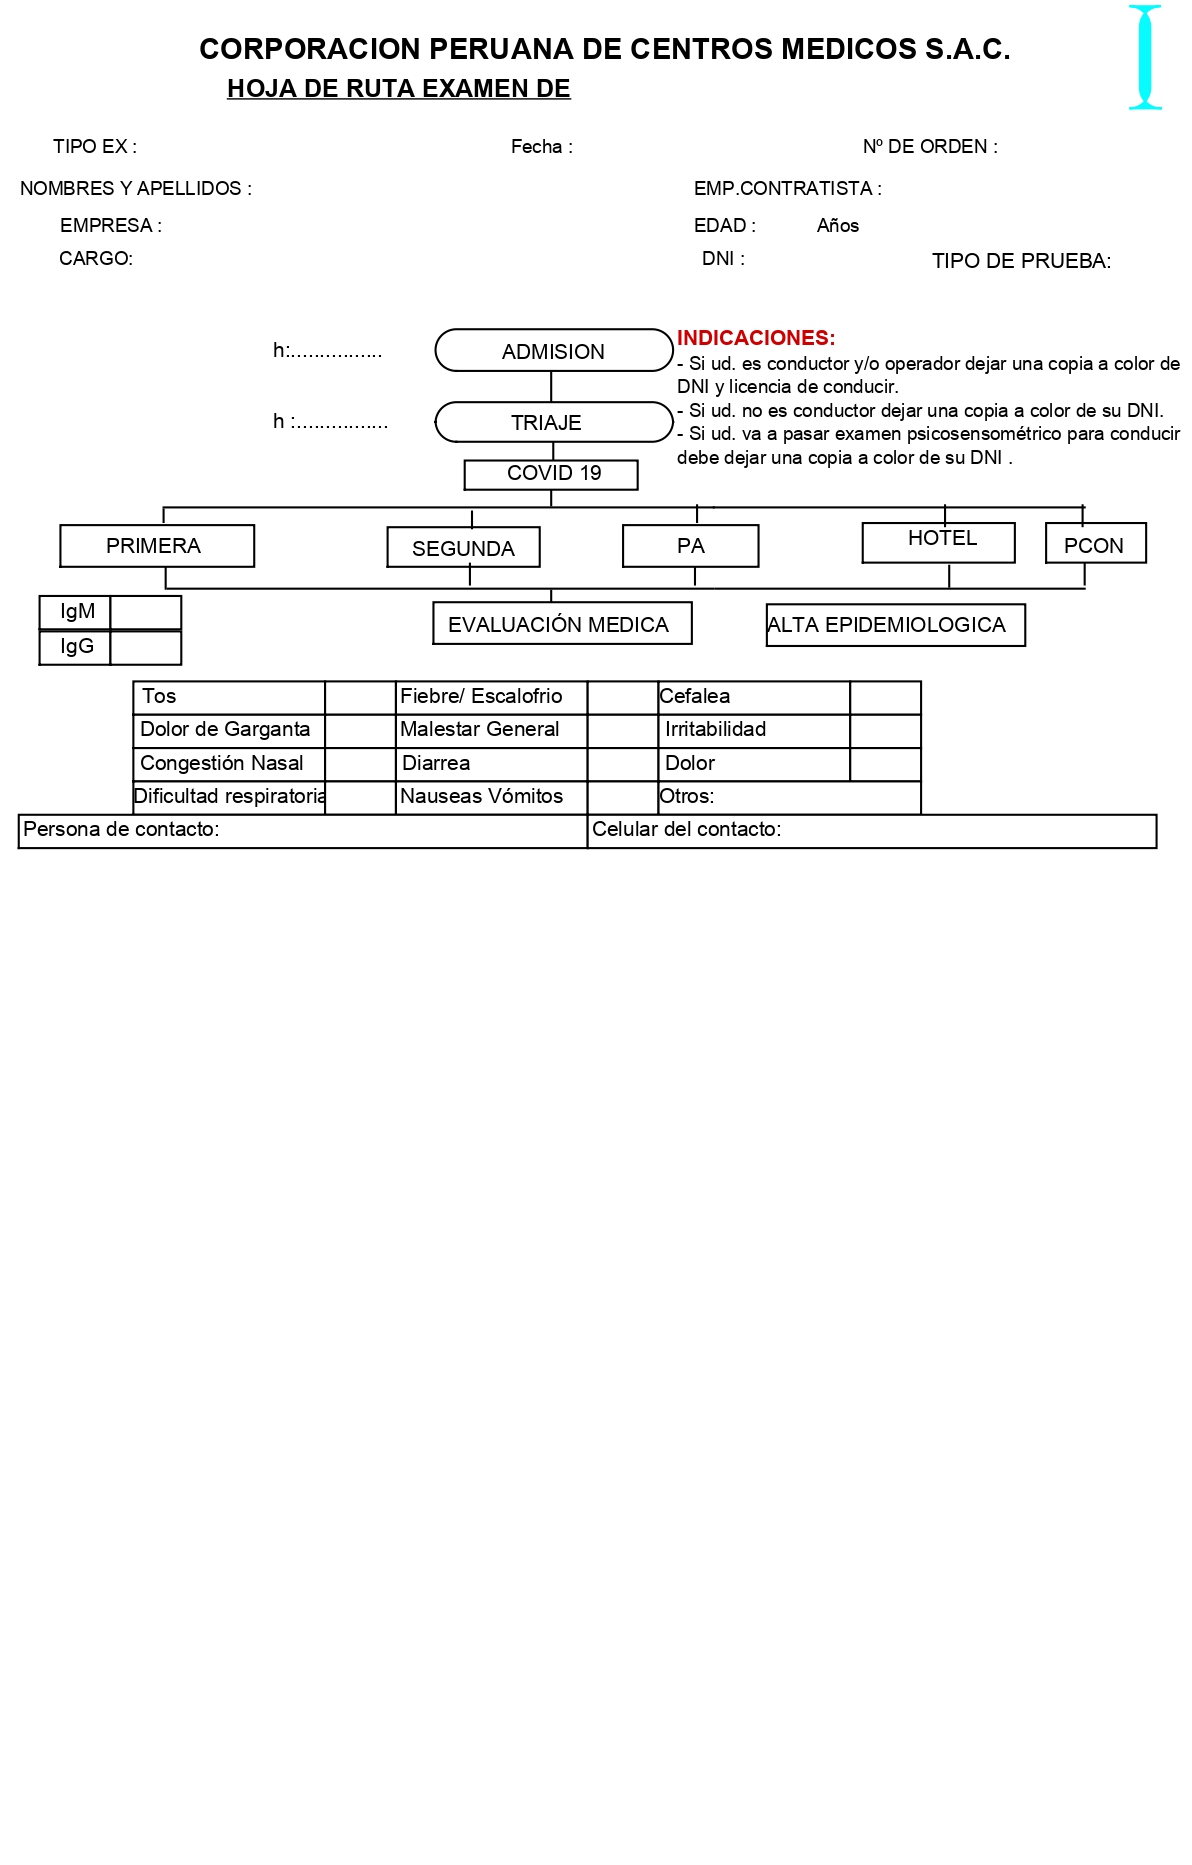 CORPORACION PERUANA DE CENTROS MEDICOS S.A.C.
HOJA DE RUTA EXAMEN DE
I
TIPO EX : Fecha : Nº DE ORDEN :
NOMBRES Y APELLIDOS : EMP.CONTRATISTA :
EMPRESA : EDAD : Años
CARGO: DNI : TIPO DE PRUEBA:
h:............... ADMISION
h :................ TRIAJE
INDICACIONES:
- Si ud. es conductor y/o operador dejar una copia a color de
DNI y licencia de conducir.
- Si ud. no es conductor dejar una copia a color de su DNI.
- Si ud. va a pasar examen psicosensométrico para conducir
debe dejar una copia a color de su DNI .
COVID 19
PRIMERA SEGUNDA PA HOTEL PCON
IgM
IgG
EVALUACIÓN MEDICA ALTA EPIDEMIOLOGICA
Tos Fiebre/ Escalofrio Cefalea
Dolor de Garganta Malestar General Irritabilidad
Congestión Nasal Diarrea Dolor
Dificultad respiratoria Nauseas Vómitos Otros:
Persona de contacto: Celular del contacto: